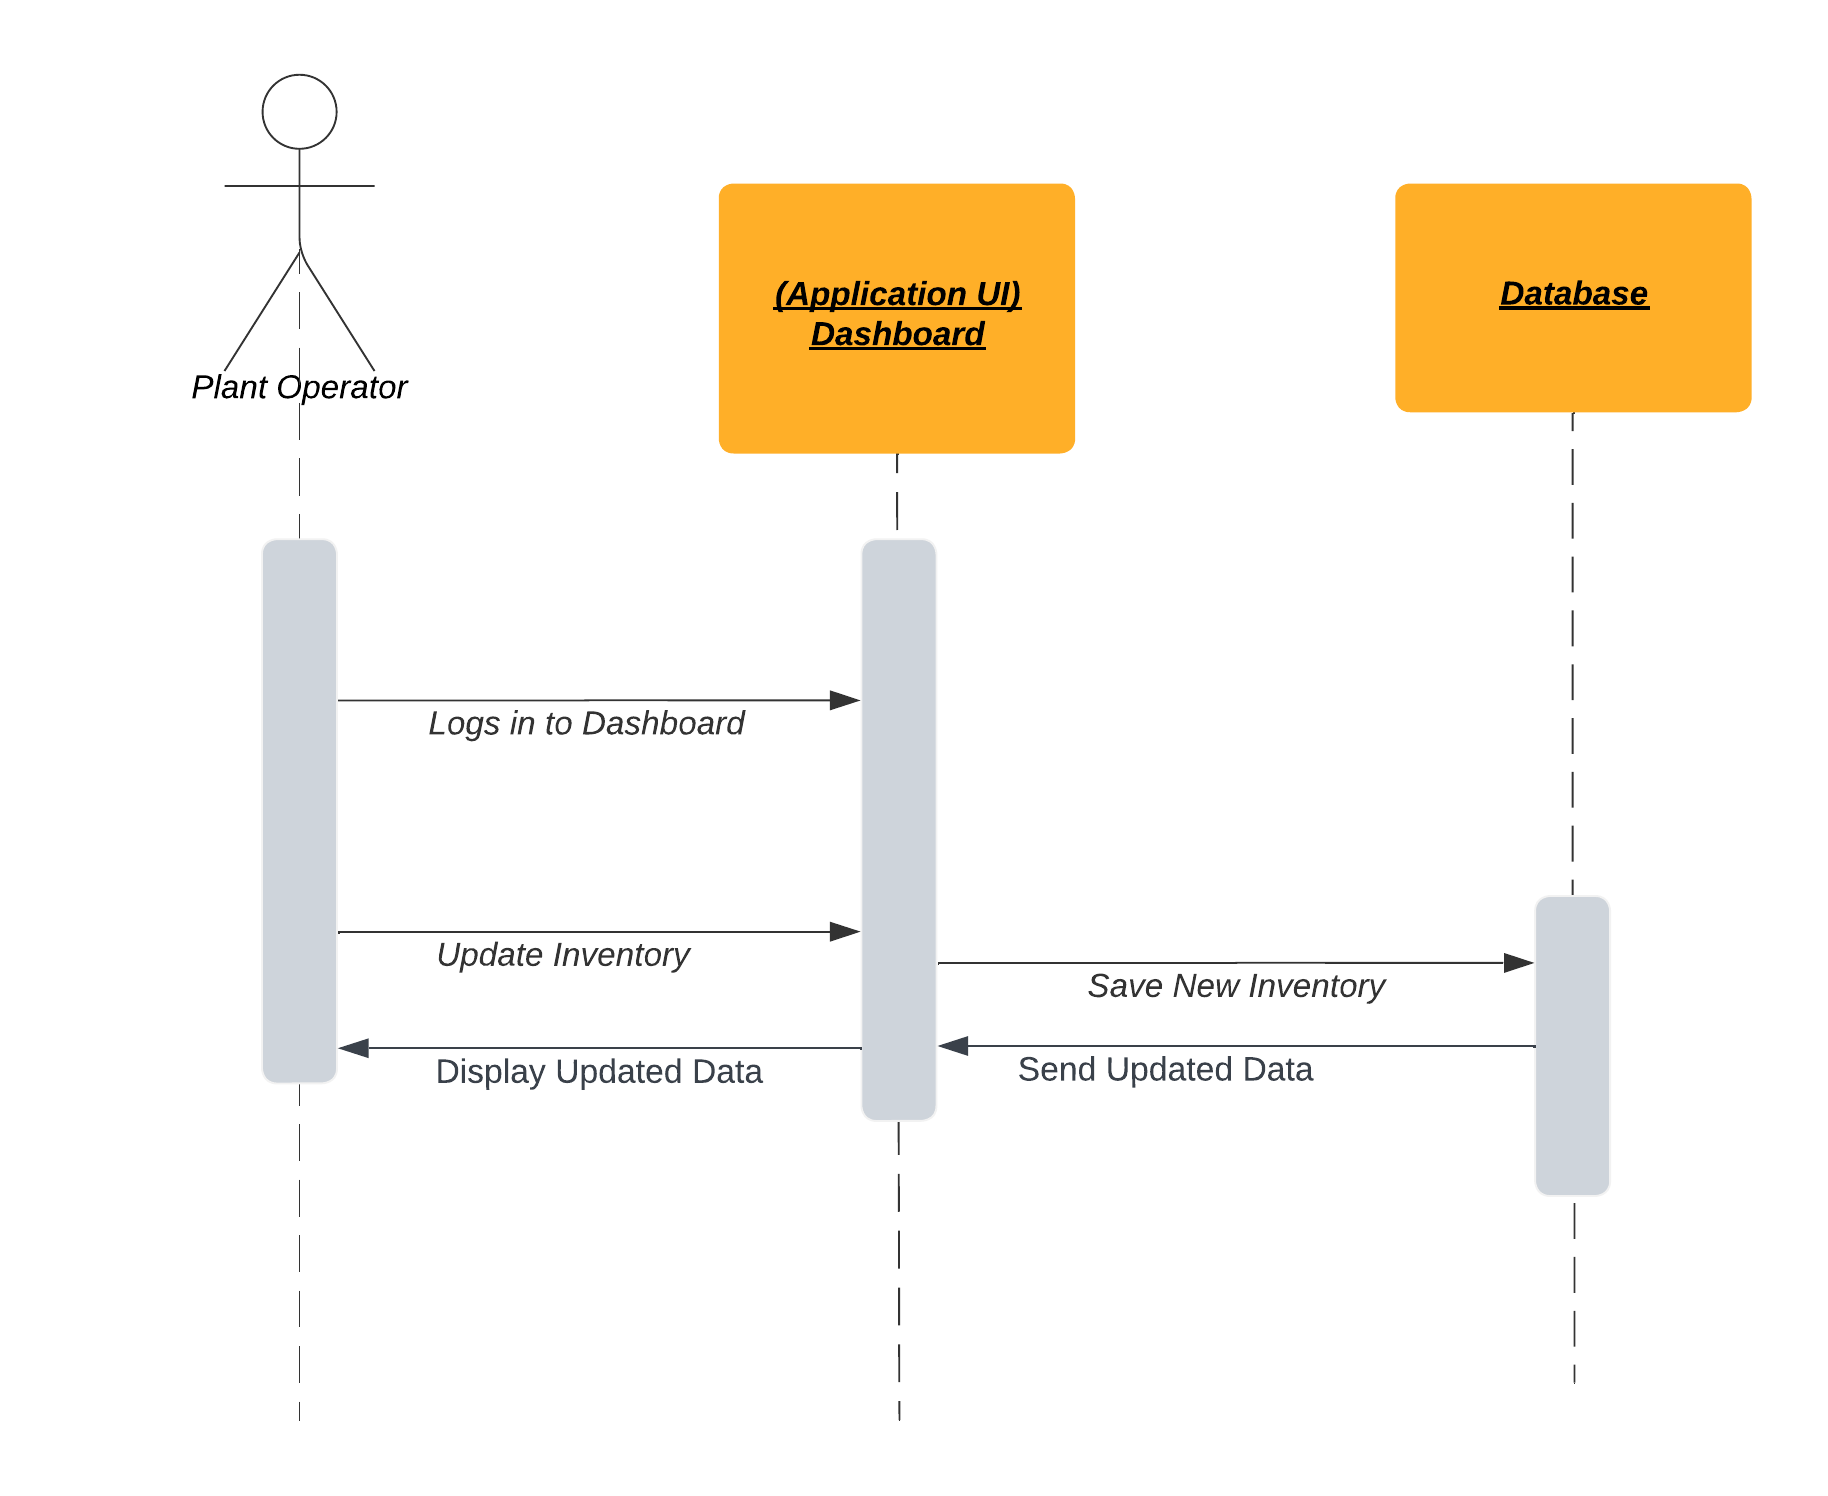 Plant Operator
(Application UI)
Dashboard
Database
Logs in to Dashboard
Update Inventory
Save New Inventory
Display Updated Data
Send Updated Data